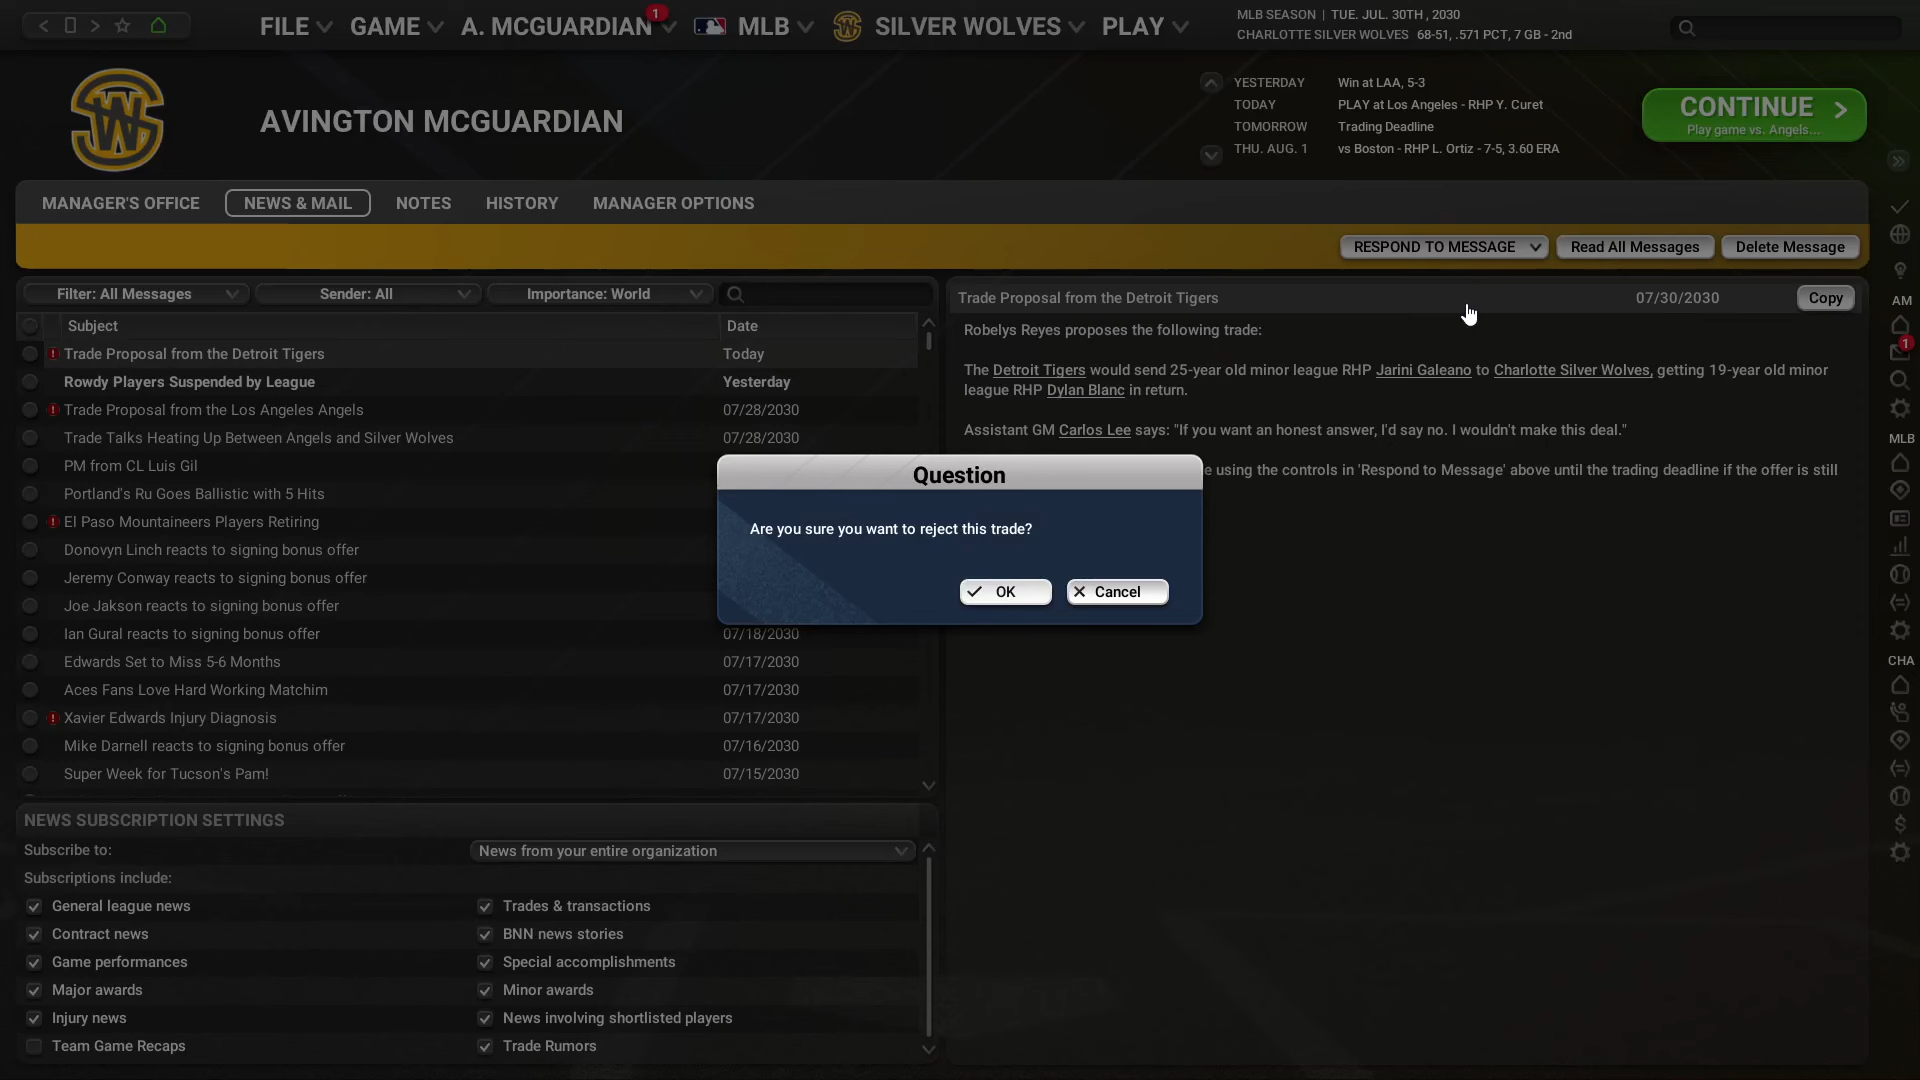 FILE GAME A. MCGUARDIAN 1 MLB SILVER WOLVES PLAY
MLB SEASON | TUE. JUL. 30TH , 2030
CHARLOTTE SILVER WOLVES 68-51, .571 PCT, 7 GB - 2nd
AVINGTON MCGUARDIAN
YESTERDAY Win at LAA, 5-3
TODAY PLAY at Los Angeles - RHP Y. Curet
TOMORROW Trading Deadline
THU. AUG. 1 vs Boston - RHP L. Ortiz - 7-5, 3.60 ERA
CONTINUE
Play game vs. Angels...
MANAGER'S OFFICE NEWS & MAIL NOTES HISTORY MANAGER OPTIONS
RESPOND TO MESSAGE Read All Messages Delete Message
Filter: All Messages Sender: All Importance: World
Subject Date
Trade Proposal from the Detroit Tigers Today
Rowdy Players Suspended by League Yesterday
Trade Proposal from the Los Angeles Angels 07/28/2030
Trade Talks Heating Up Between Angels and Silver Wolves 07/28/2030
PM from CL Luis Gil
Portland's Ru Goes Ballistic with 5 Hits
El Paso Mountaineers Players Retiring
Donovyn Linch reacts to signing bonus offer
Jeremy Conway reacts to signing bonus offer
Joe Jakson reacts to signing bonus offer
Ian Gural reacts to signing bonus offer 07/18/2030
Edwards Set to Miss 5-6 Months 07/17/2030
Aces Fans Love Hard Working Matchim 07/17/2030
Xavier Edwards Injury Diagnosis 07/17/2030
Mike Darnell reacts to signing bonus offer 07/16/2030
Super Week for Tucson's Pam! 07/15/2030
Trade Proposal from the Detroit Tigers 07/30/2030 Copy
Robelys Reyes proposes the following trade:
The Detroit Tigers would send 25-year old minor league RHP Jarini Galeano to Charlotte Silver Wolves, getting 19-year old minor
league RHP Dylan Blanc in return.
Assistant GM Carlos Lee says: "If you want an honest answer, I'd say no. I wouldn't make this deal."
e using the controls in 'Respond to Message' above until the trading deadline if the offer is still
Question
Are you sure you want to reject this trade?
OK Cancel
NEWS SUBSCRIPTION SETTINGS
Subscribe to: News from your entire organization
Subscriptions include:
General league news Trades & transactions
Contract news BNN news stories
Game performances Special accomplishments
Major awards Minor awards
Injury news News involving shortlisted players
Team Game Recaps Trade Rumors
AM
1
MLB
CHA